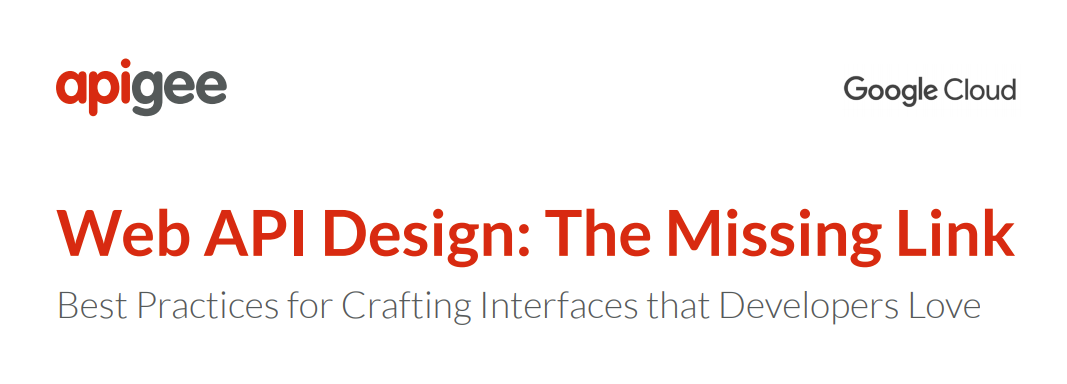 apigee
Google Cloud
Web API Design: The Missing Link
Best Practices for Crafting Interfaces that Developers Love